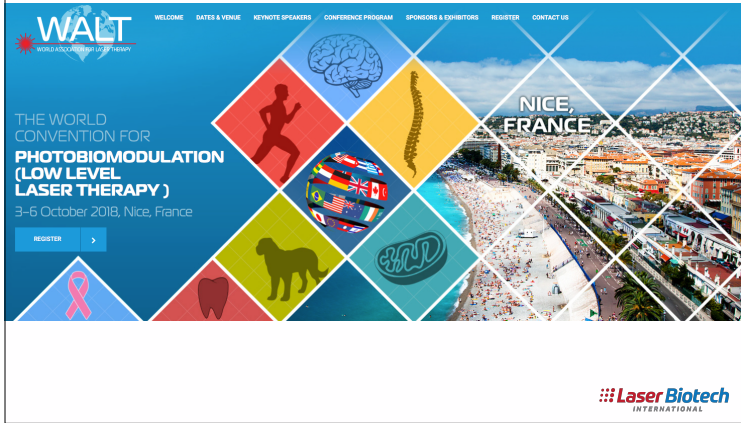 WALT
WORLD ASSOCIATION FOR LASER THERAPY
WELCOME DATES & VENUE KEYNOTE SPEAKERS CONFERENCE PROGRAM SPONSORS & EXHIBITORS REGISTER CONTACT US
NICE,
FRANCE
THE WORLD
CONVENTION FOR
PHOTOBIOMODULATION
(LOW LEVEL
LASER THERAPY )
3-6 October 2018, Nice, France
REGISTER >
Laser Biotech
INTERNATIONAL